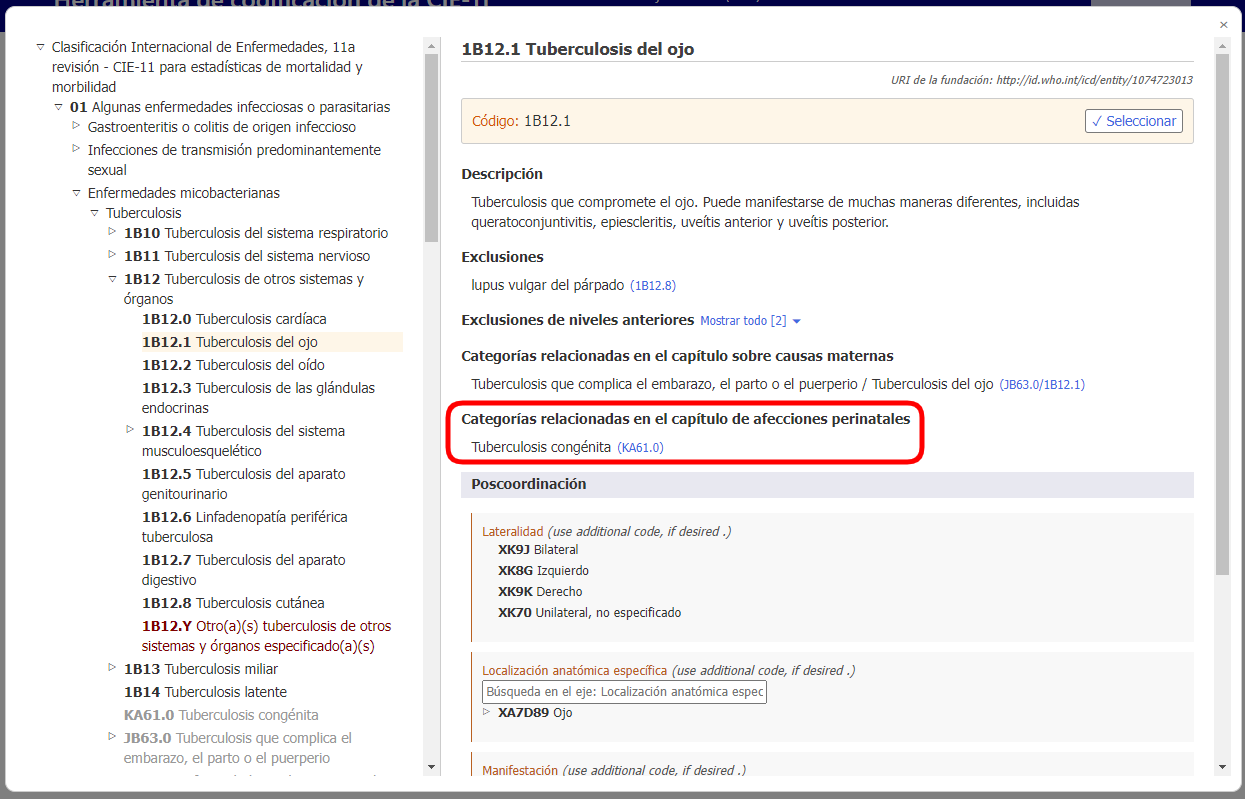 Herramienta de codificación de la CIE-11
Clasificación Internacional de Enfermedades, 11a
revisión - CIE-11 para estadísticas de mortalidad y
morbilidad
01 Algunas enfermedades infecciosas o parasitarias
Gastroenteritis o colitis de origen infeccioso
Infecciones de transmisión predominantemente
sexual
Enfermedades micobacterianas
Tuberculosis
1B10 Tuberculosis del sistema respiratorio
1B11 Tuberculosis del sistema nervioso
1B12 Tuberculosis de otros sistemas y
órganos
1B12.0 Tuberculosis cardíaca
1B12.1 Tuberculosis del ojo
1B12.2 Tuberculosis del oído
1B12.3 Tuberculosis de las glándulas
endocrinas
1B12.4 Tuberculosis del sistema
musculoesquelético
1B12.5 Tuberculosis del aparato
genitourinario
1B12.6 Linfadenopatía periférica
tuberculosa
1B12.7 Tuberculosis del aparato
digestivo
1B12.8 Tuberculosis cutánea
1B12.Y Otro(a)(s) tuberculosis de otros
sistemas y órganos especificado(a)(s)
1B13 Tuberculosis miliar
1B14 Tuberculosis latente
KA61.0 Tuberculosis congénita
JB63.0 Tuberculosis que complica el
embarazo, el parto o el puerperio
1B12.1 Tuberculosis del ojo
URI de la fundación: http://id.who.int/icd/entity/1074723013
Código: 1B12.1
✓ Seleccionar
Descripción
Tuberculosis que compromete el ojo. Puede manifestarse de muchas maneras diferentes, incluidas
queratoconjuntivitis, epiescleritis, uveítis anterior y uveítis posterior.
Exclusiones
lupus vulgar del párpado (1B12.8)
Exclusiones de niveles anteriores Mostrar todo [2]
Categorías relacionadas en el capítulo sobre causas maternas
Tuberculosis que complica el embarazo, el parto o el puerperio / Tuberculosis del ojo (JB63.0/1B12.1)
Categorías relacionadas en el capítulo de afecciones perinatales
Tuberculosis congénita (KA61.0)
Poscoordinación
Lateralidad (use additional code, if desired .)
XK9J Bilateral
XK8G Izquierdo
XK9K Derecho
XK70 Unilateral, no especificado
Localización anatómica específica (use additional code, if desired .)
Búsqueda en el eje: Localización anatómica espec
XA7D89 Ojo
Manifestación (use additional code, if desired .)